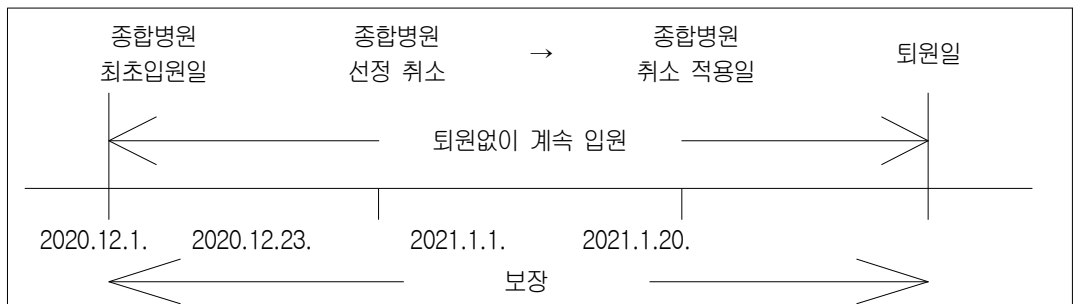 종합병원 종합병원 → 종합병원
최초입원일 선정 취소 취소 적용일 퇴원일
퇴원없이 계속 입원
2020.12.1. 2020.12.23. 2021.1.1. 2021.1.20.
보장